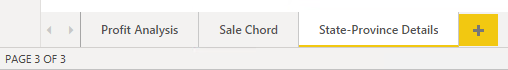 Profit Analysis Sale Chord State-Province Details +
PAGE 3 OF 3